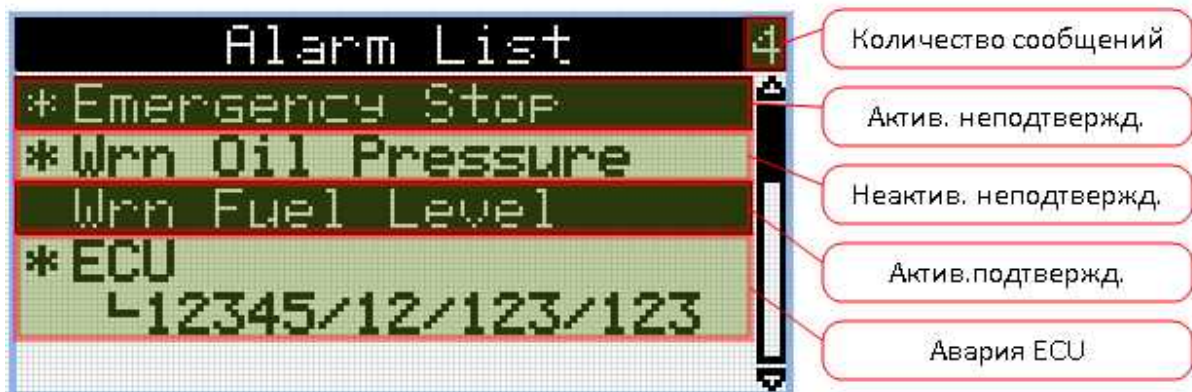 Alarm List 4
* Emergency Stop
* Wrn Oil Pressure
Wrn Fuel Level
* ECU
12345/12/123/123
Количество сообщений
Актив. неподтвержд.
Неактив. неподтвержд.
Актив.подтвержд.
Авария ECU